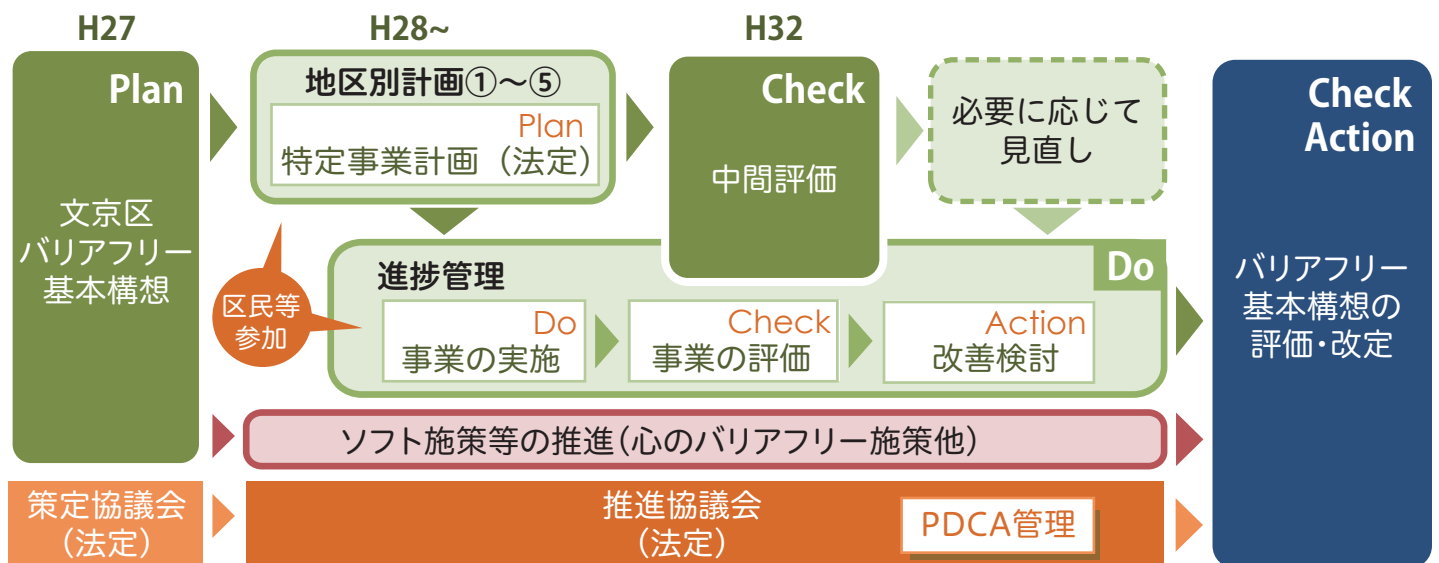 H27
H28~
H32
Plan
文京区
バリアフリー
基本構想
地区別計画①〜⑤
Plan
特定事業計画（法定）
Check
中間評価
必要に応じて
見直し
Check
Action
バリアフリー
基本構想の
評価・改定
区民等
参加
進捗管理
Do
Do
事業の実施
Check
事業の評価
Action
改善検討
ソフト施策等の推進（心のバリアフリー施策他）
策定協議会
（法定）
推進協議会
（法定）
PDCA管理